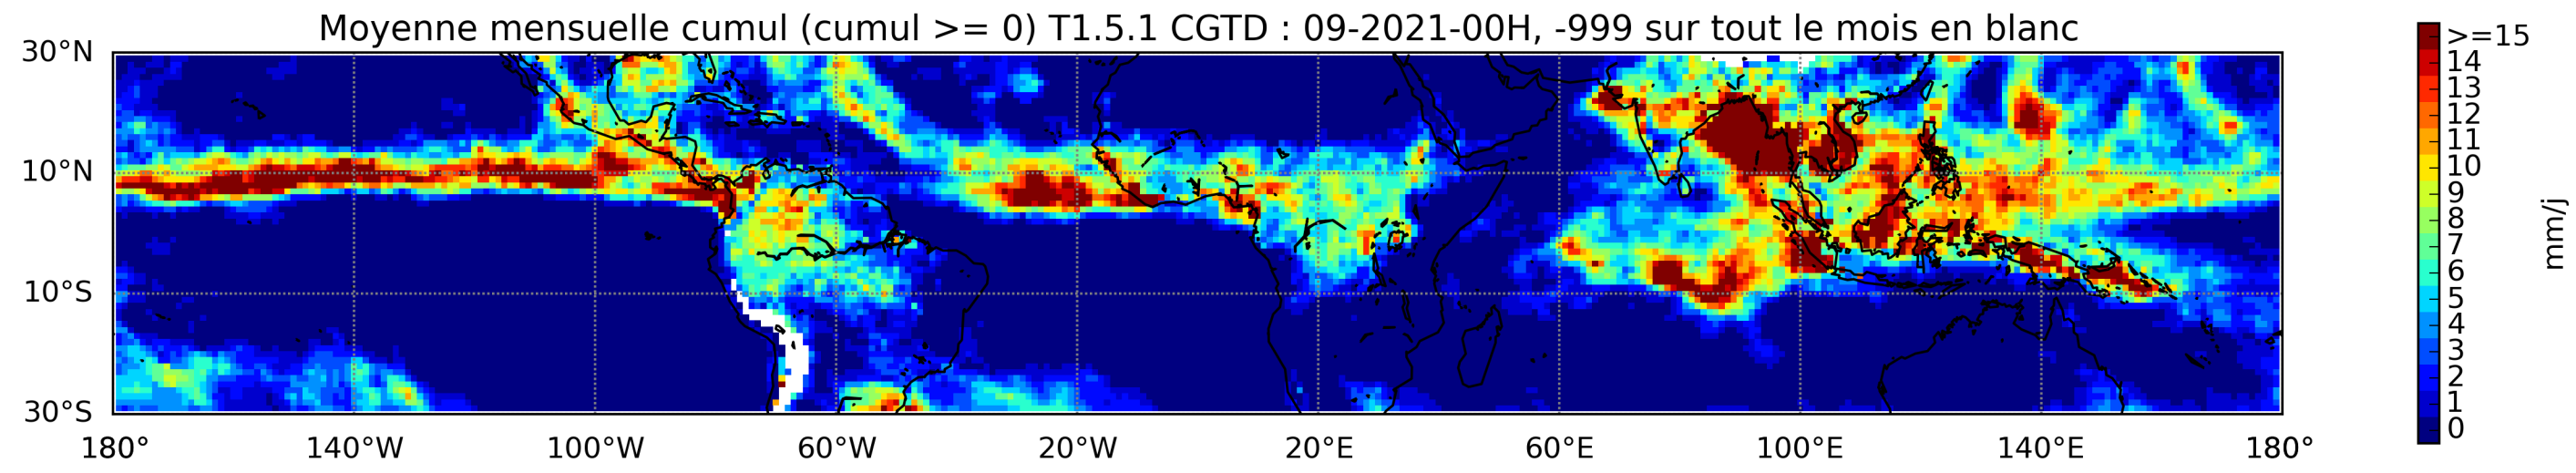 Moyenne mensuelle cumul (cumul >= 0) T1.5.1 CGTD : 09-2021-00H, -999 sur tout le mois en blanc
30°N
10°N
10°S
30°S
180°
140°W
100°W
60°W
20°W
20°E
60°E
100°E
140°E
180°
>=15
14
13
12
11
10
9
8
7
6
5
4
3
2
1
0
mm/j